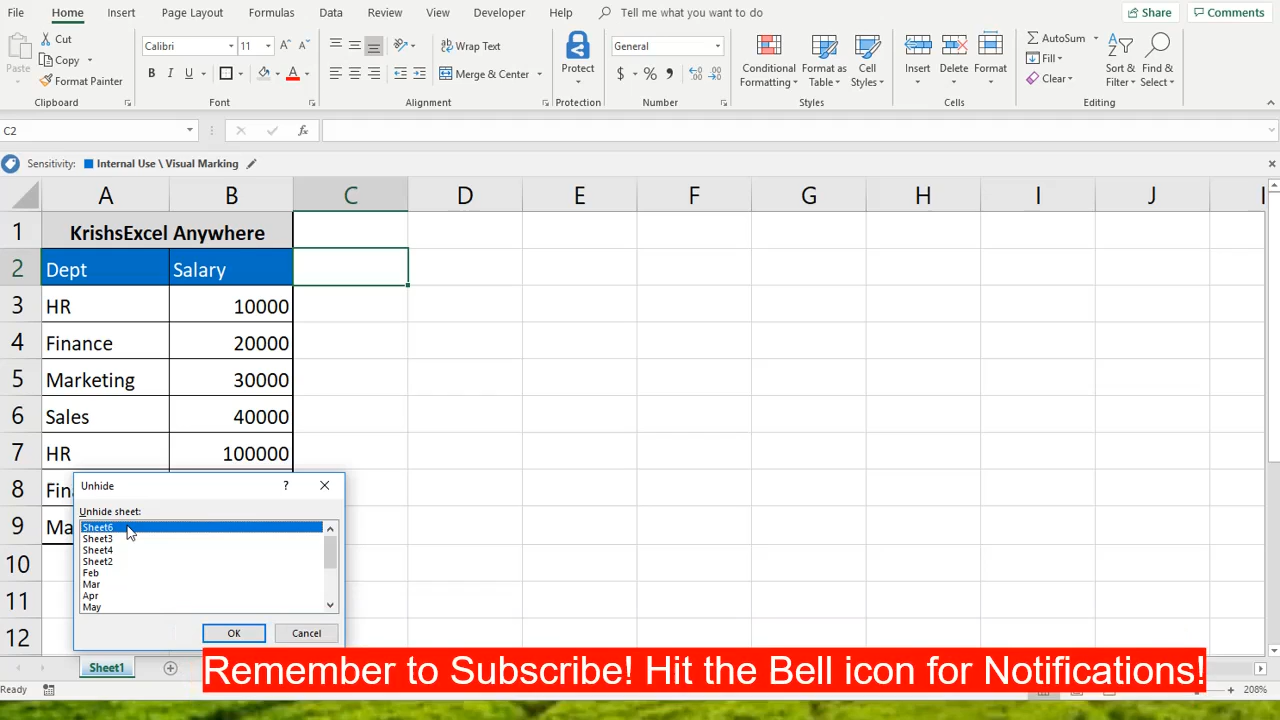 File Home Insert Page Layout Formulas Data Review View Developer Help Tell me what you want to do Share Comments
Paste Cut Copy Format Painter Calibri 11 B I U A Wrap Text Merge & Center Protect General $ % Conditional Formatting Format as Table Cell Styles Insert Delete Format AutoSum Fill Clear Sort & Filter Find & Select
Clipboard Font Alignment Protection Number Styles Cells Editing
C2 fx
Sensitivity: Internal Use \ Visual Marking
A B C D E F G H I J
1 KrishsExcel Anywhere
2 Dept Salary
3 HR 10000
4 Finance 20000
5 Marketing 30000
6 Sales 40000
7 HR 100000
8 Fin
9 Ma
10
11
12
Unhide ?
Unhide sheet:
Sheet6
Sheet3
Sheet4
Sheet2
Feb
Mar
Apr
May
OK Cancel
Sheet1
Remember to Subscribe! Hit the Bell icon for Notifications!
Ready 208%